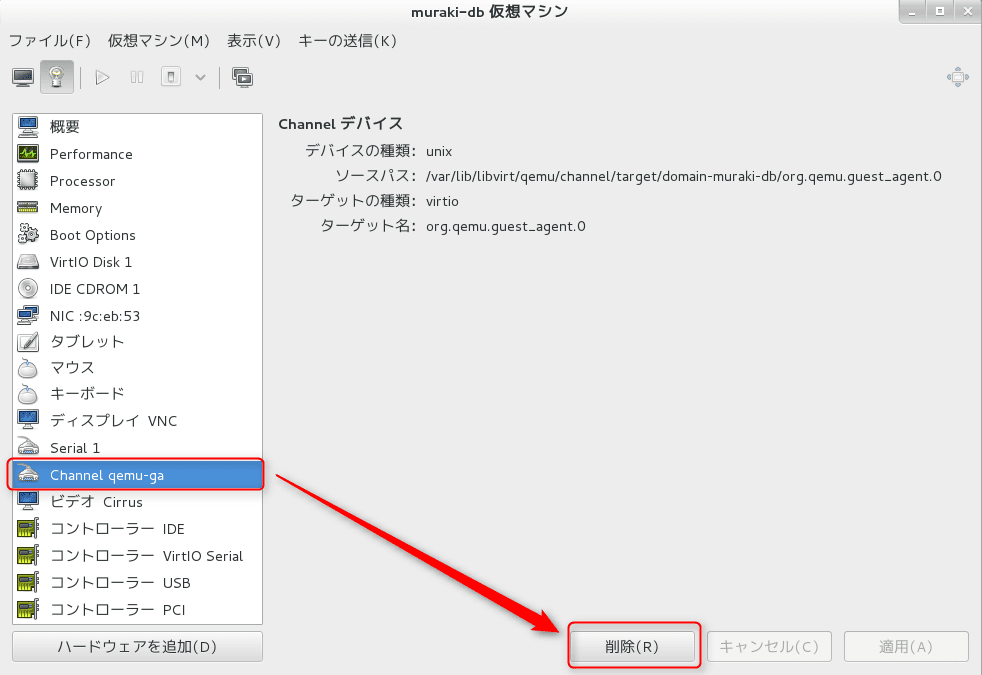 muraki-db 仮想マシン
ファイル(F) 仮想マシン(M) 表示(V) キーの送信(K)
概要
Performance
Processor
Memory
Boot Options
VirtIO Disk 1
IDE CDROM 1
NIC :9c:eb:53
タブレット
マウス
キーボード
ディスプレイ VNC
Serial 1
Channel qemu-ga
ビデオ Cirrus
コントローラー IDE
コントローラー VirtIO Serial
コントローラー USB
コントローラー PCI
ハードウェアを追加(D)
Channel デバイス
デバイスの種類: unix
ソースパス: /var/lib/libvirt/qemu/channel/target/domain-muraki-db/org.qemu.guest_agent.0
ターゲットの種類: virtio
ターゲット名: org.qemu.guest_agent.0
削除(R) キャンセル(C) 適用(A)